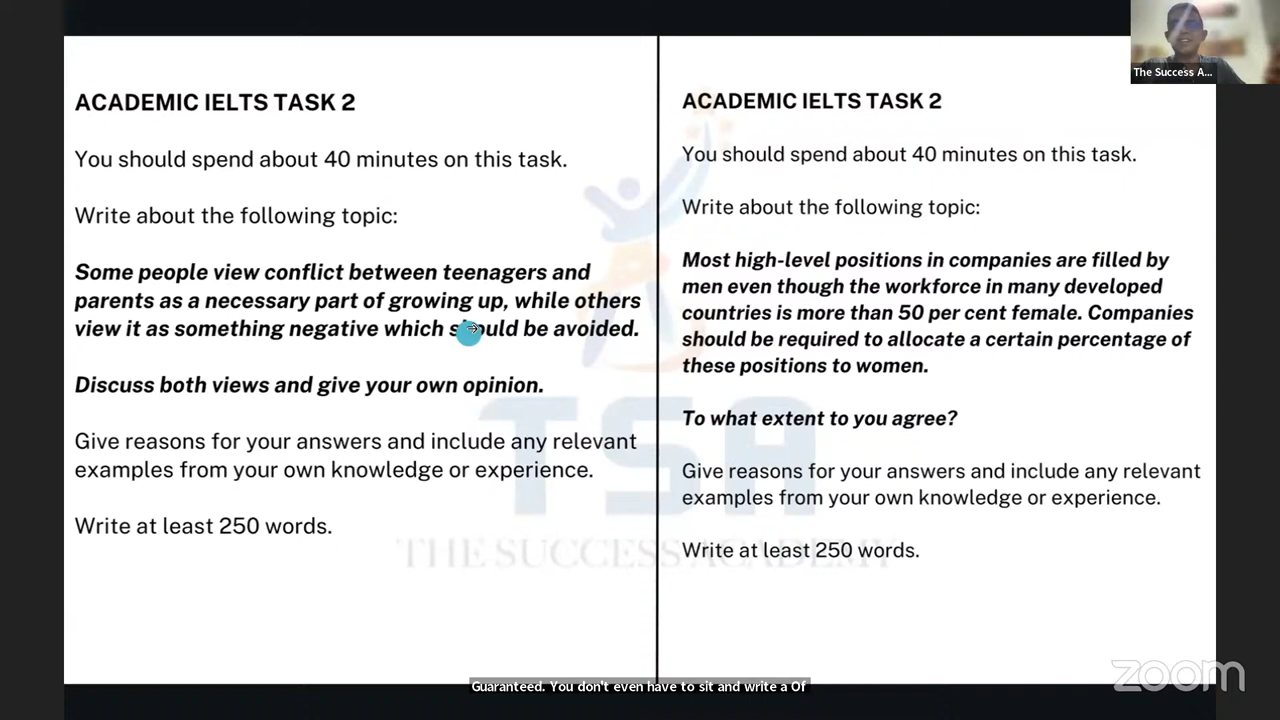 The Success A...
ACADEMIC IELTS TASK 2
You should spend about 40 minutes on this task.
Write about the following topic:
Some people view conflict between teenagers and
parents as a necessary part of growing up, while others
view it as something negative which should be avoided.
Discuss both views and give your own opinion.
Give reasons for your answers and include any relevant
examples from your own knowledge or experience.
Write at least 250 words.
ACADEMIC IELTS TASK 2
You should spend about 40 minutes on this task.
Write about the following topic:
Most high-level positions in companies are filled by
men even though the workforce in many developed
countries is more than 50 per cent female. Companies
should be required to allocate a certain percentage of
these positions to women.
To what extent to you agree?
Give reasons for your answers and include any relevant
examples from your own knowledge or experience.
Write at least 250 words.
TSA
THE SUCCESS ACADEMY
zoom
Guaranteed. You don't even have to sit and write a Of